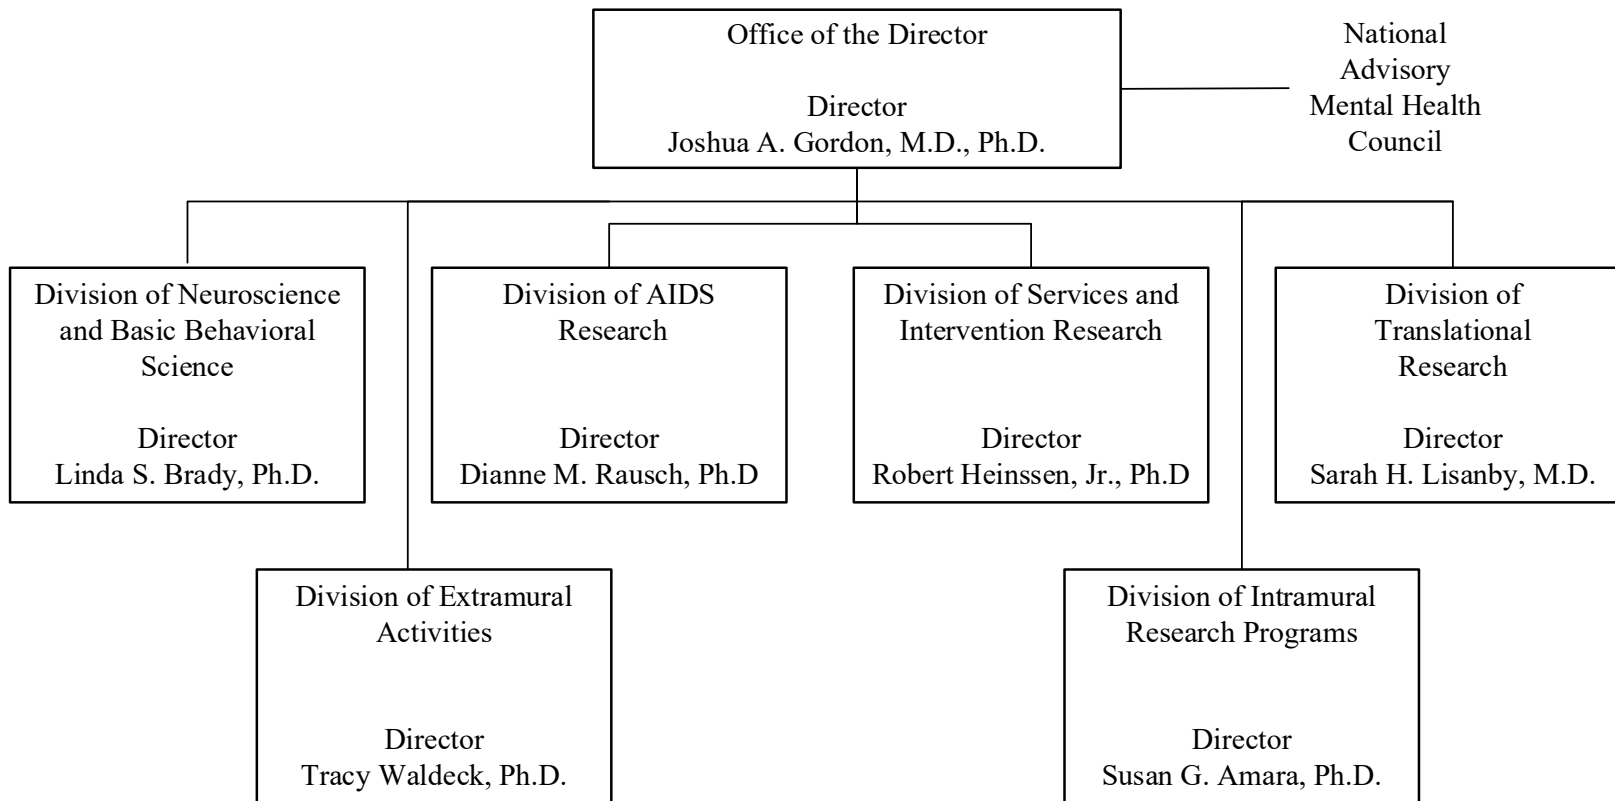 Office of the Director
Director
Joshua A. Gordon, M.D., Ph.D.
National
Advisory
Mental Health
Council
Division of Neuroscience
and Basic Behavioral
Science
Director
Linda S. Brady, Ph.D.
Division of AIDS
Research
Director
Dianne M. Rausch, Ph.D
Division of Services and
Intervention Research
Director
Robert Heinssen, Jr., Ph.D
Division of
Translational
Research
Director
Sarah H. Lisanby, M.D.
Division of Extramural
Activities
Director
Tracy Waldeck, Ph.D.
Division of Intramural
Research Programs
Director
Susan G. Amara, Ph.D.